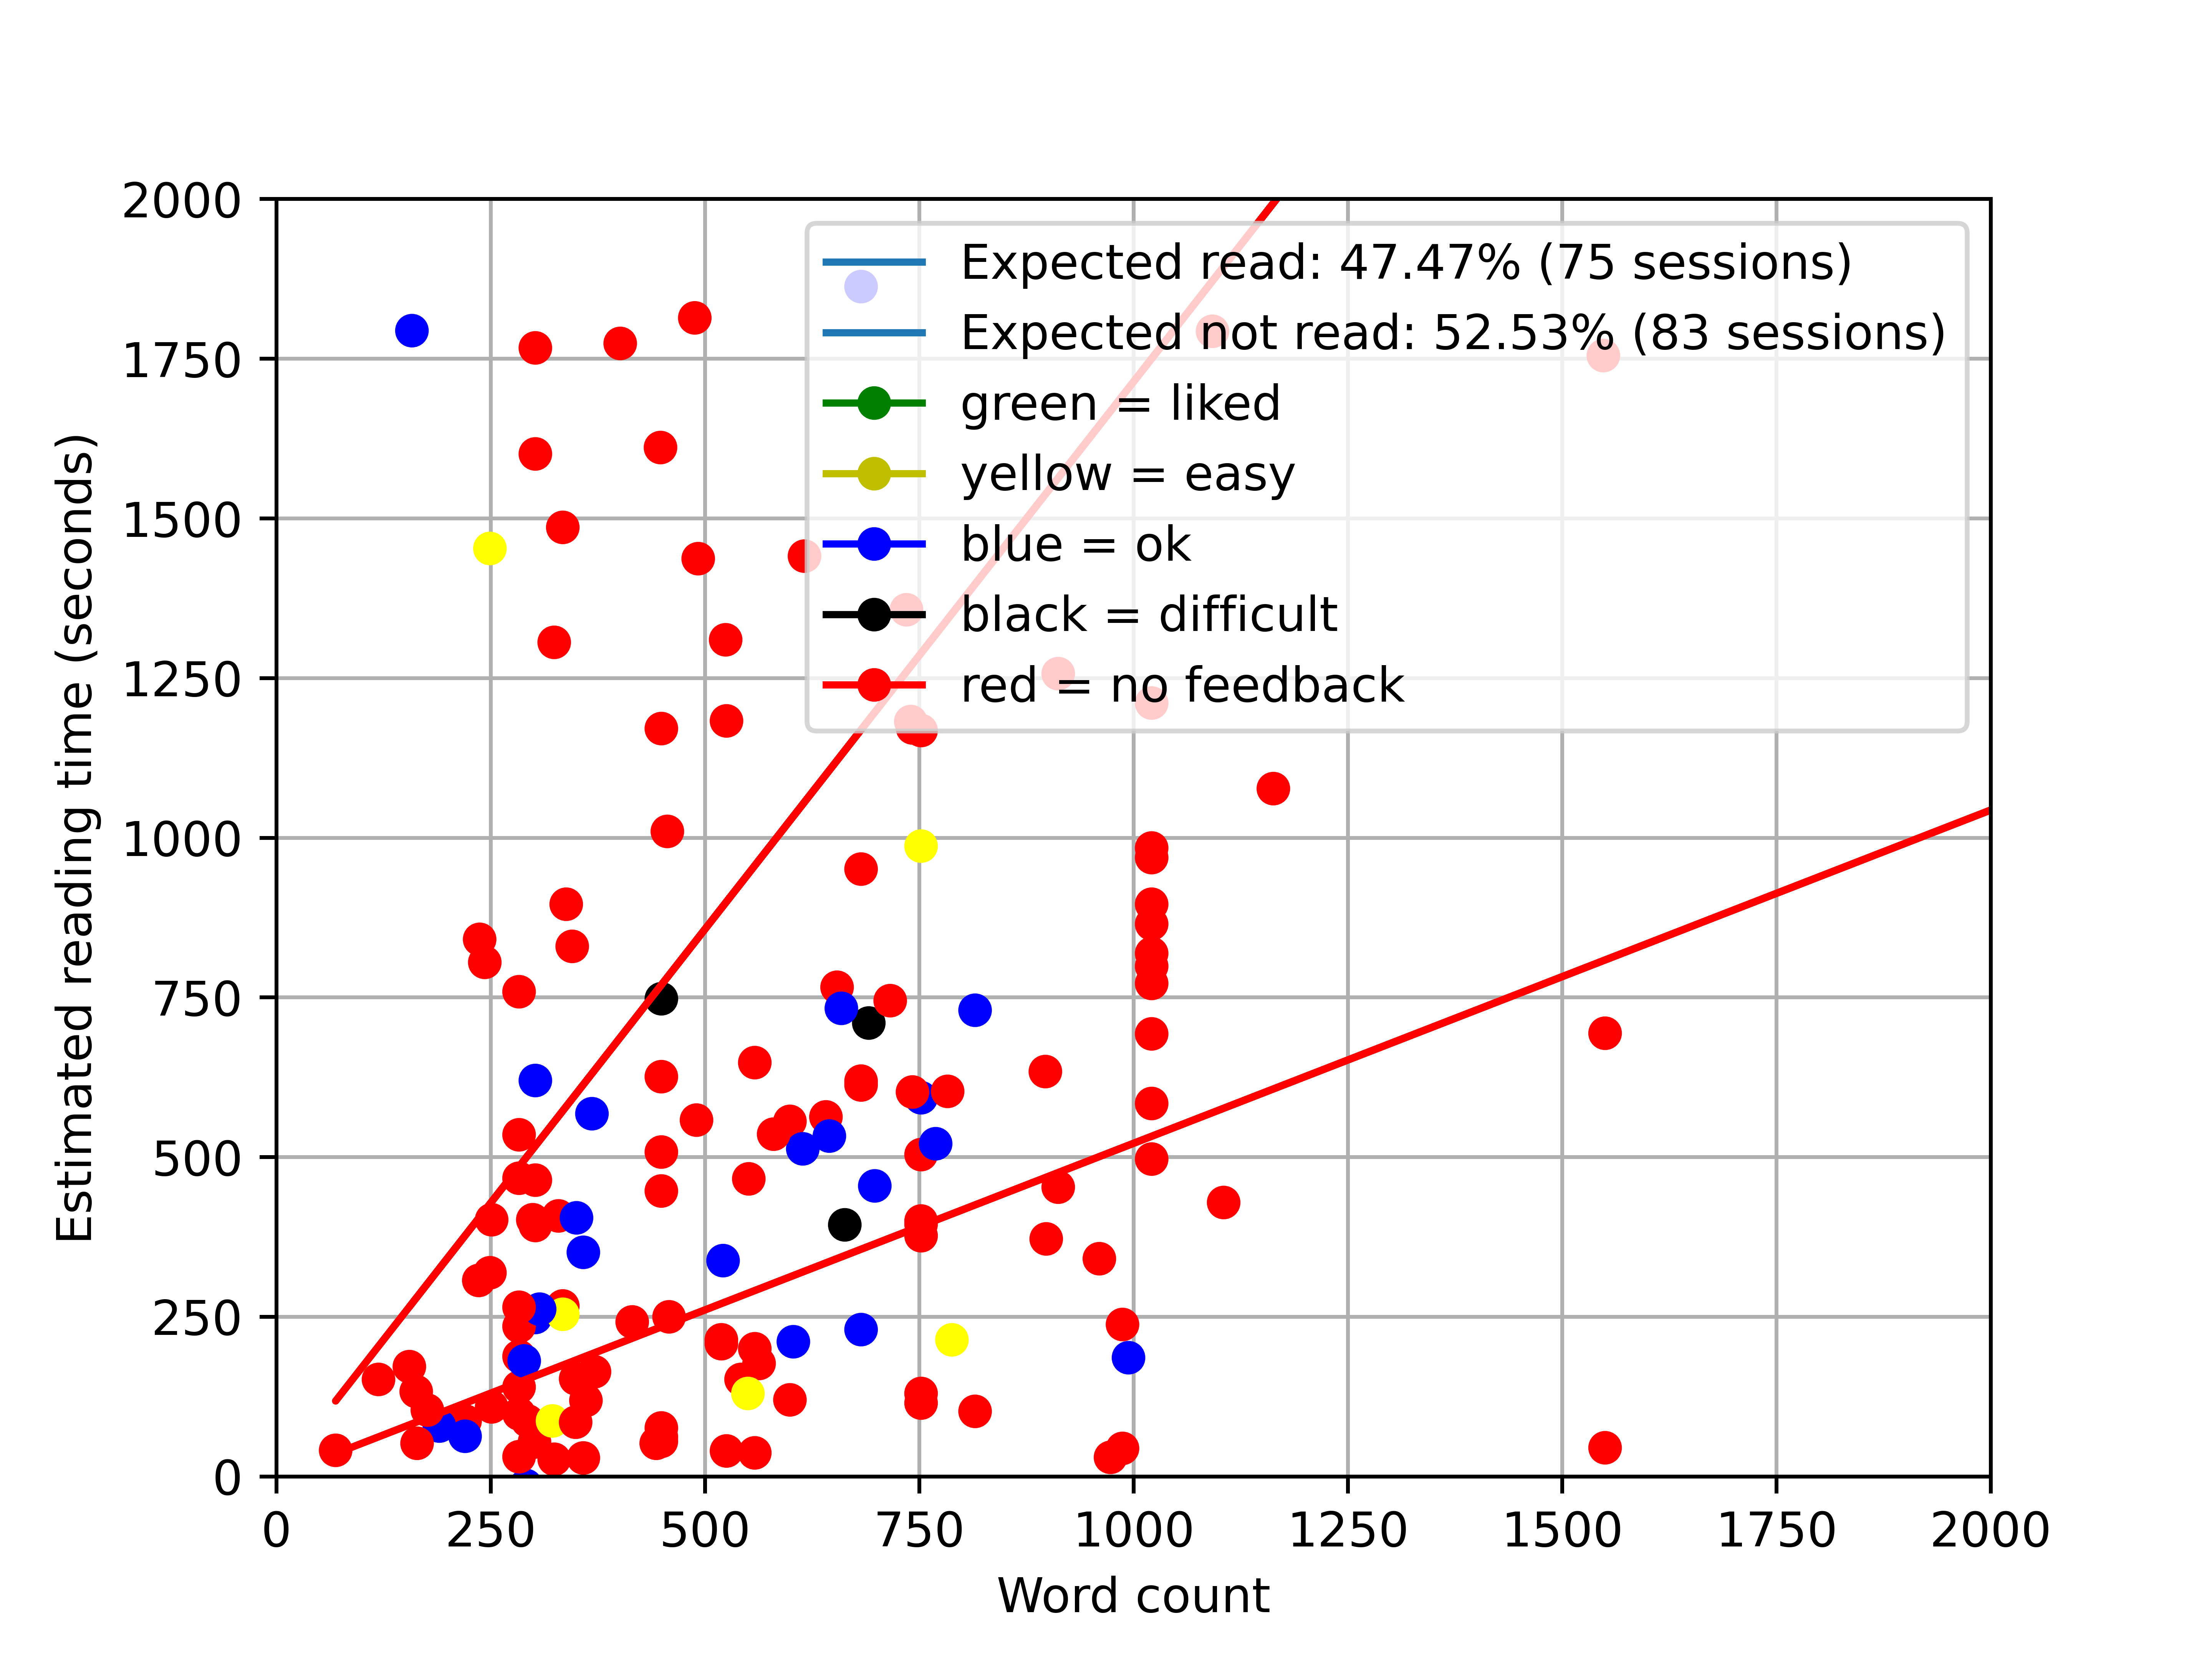 2000
1750
1500
1250
1000
750
500
250
0
Estimated reading time (seconds)
Expected read: 47.47% (75 sessions)
Expected not read: 52.53% (83 sessions)
green = liked
yellow = easy
blue = ok
black = difficult
red = no feedback
0 250 500 750 1000 1250 1500 1750 2000
Word count